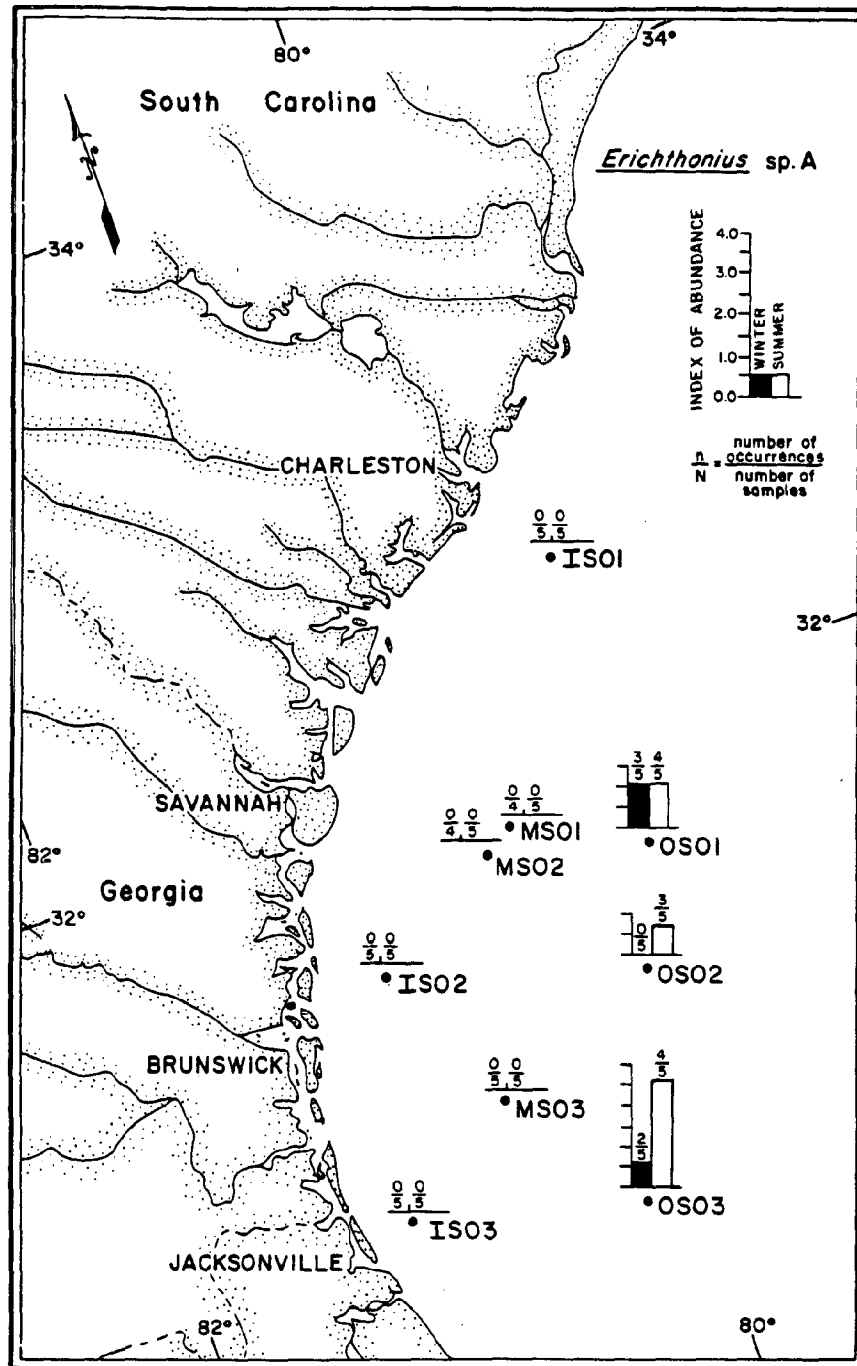 80°
34°
South Carolina
Erichthonius sp. A
34°
INDEX OF ABUNDANCE
4.0
3.0
2.0
1.0
0.0
WINTER
SUMMER
n/N = number of occurrences / number of samples
CHARLESTON
0/5 0/5
IS01
32°
3/5 4/5
SAVANNAH
0/4 0/5
MS01
0/4 0/5
MS02
OS01
82°
Georgia
32°
0/5 3/5
OS02
0/5 0/5
IS02
BRUNSWICK
0/5 0/5
MS03
2/5 4/5
OS03
0/5 0/5
IS03
JACKSONVILLE
82°
80°